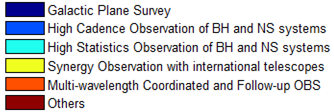 Galactic Plane Survey
High Cadence Observation of BH and NS systems
High Statistics Observation of BH and NS systems
Synergy Observation with international telescopes
Multi-wavelength Coordinated and Follow-up OBS
Others